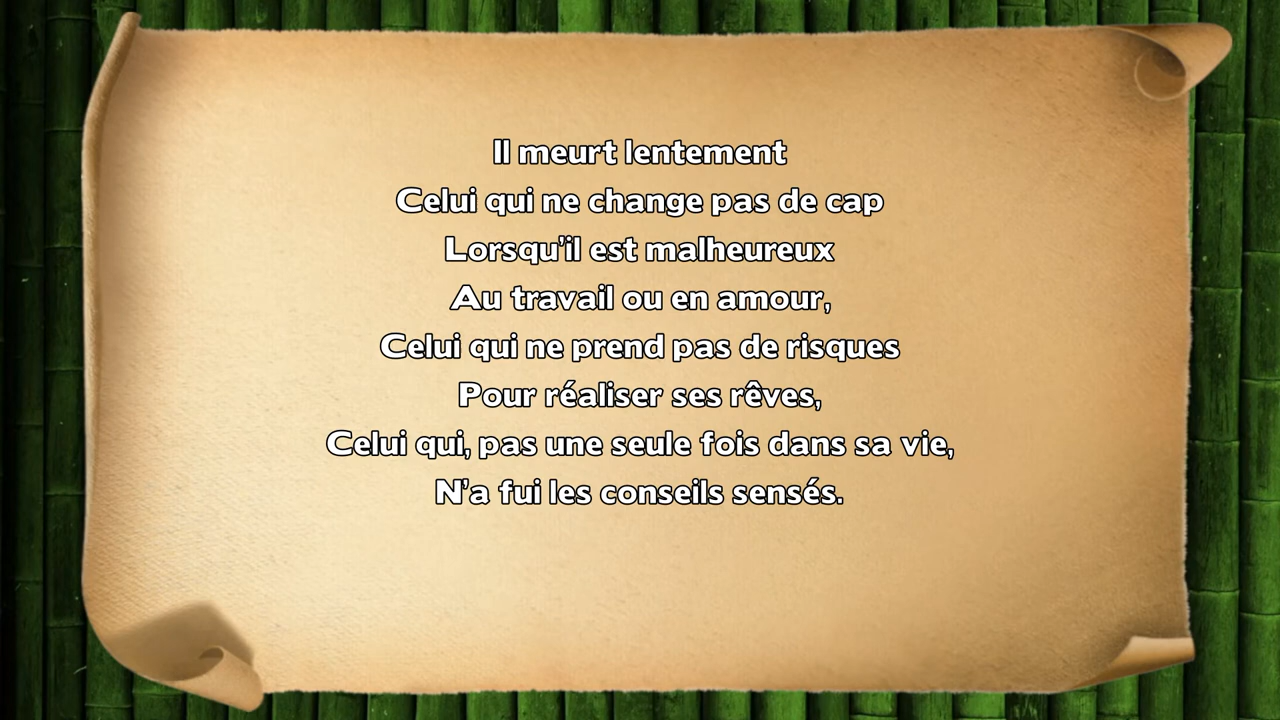 Il meurt lentement
Celui qui ne change pas de cap
Lorsqu'il est malheureux
Au travail ou en amour,
Celui qui ne prend pas de risques
Pour réaliser ses rêves,
Celui qui, pas une seule fois dans sa vie,
N'a fui les conseils sensés.